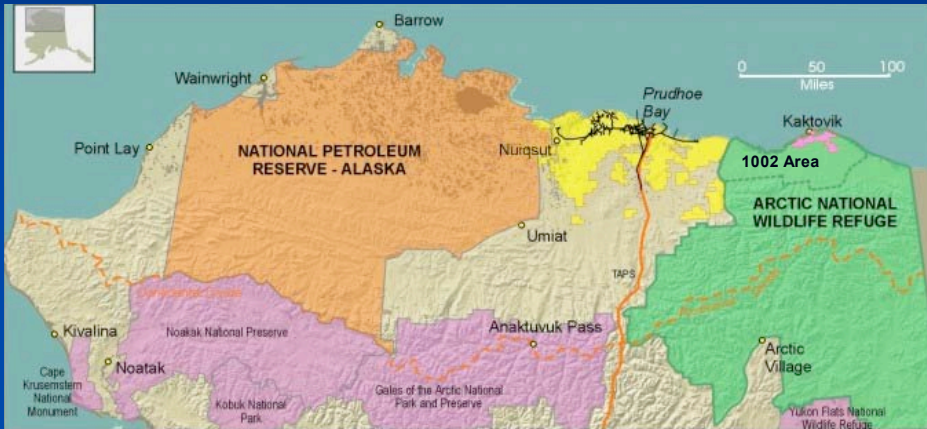 Barrow
Wainwright
0 50 100
Miles
Prudhoe
Bay
Kaktovik
Point Lay
NATIONAL PETROLEUM
RESERVE - ALASKA
Nuiqsut
1002 Area
ARCTIC NATIONAL
WILDLIFE REFUGE
Umiat
TAPS
Continental Divide
Kivalina
Noatak National Preserve
Anaktuvuk Pass
Noatak
Arctic
Village
Cape
Krusenstern
National
Monument
Gates of the Arctic National
Park and Preserve
Kobuk National
Park
Yukon Flats National
Wildlife Refuge